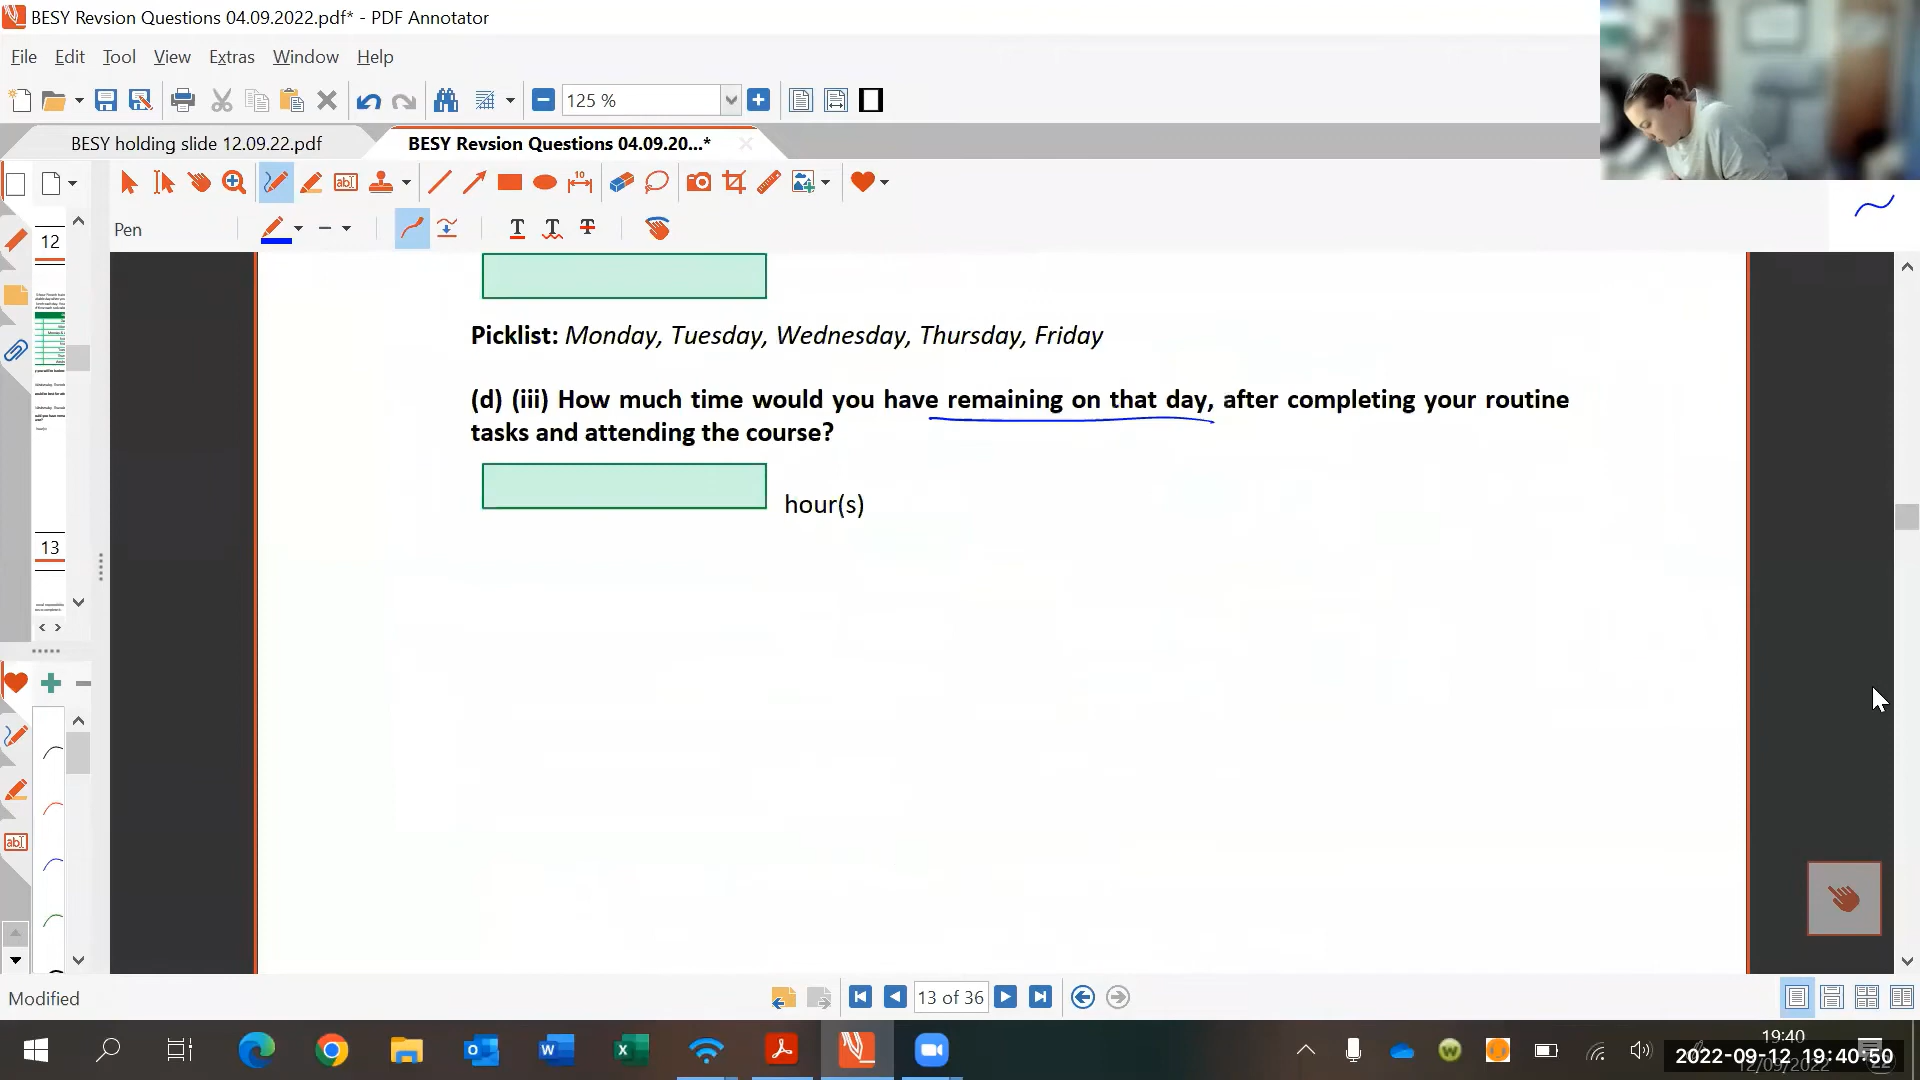 BESY Revsion Questions 04.09.2022.pdf* - PDF Annotator
File Edit Tool View Extras Window Help
125 %
BESY holding slide 12.09.22.pdf
BESY Revsion Questions 04.09.20...*
Pen
12
13
Picklist: Monday, Tuesday, Wednesday, Thursday, Friday
(d) (iii) How much time would you have remaining on that day, after completing your routine
tasks and attending the course?
hour(s)
Modified
13 of 36
19:40
2022-09-12 19:40:50
12/09/2022